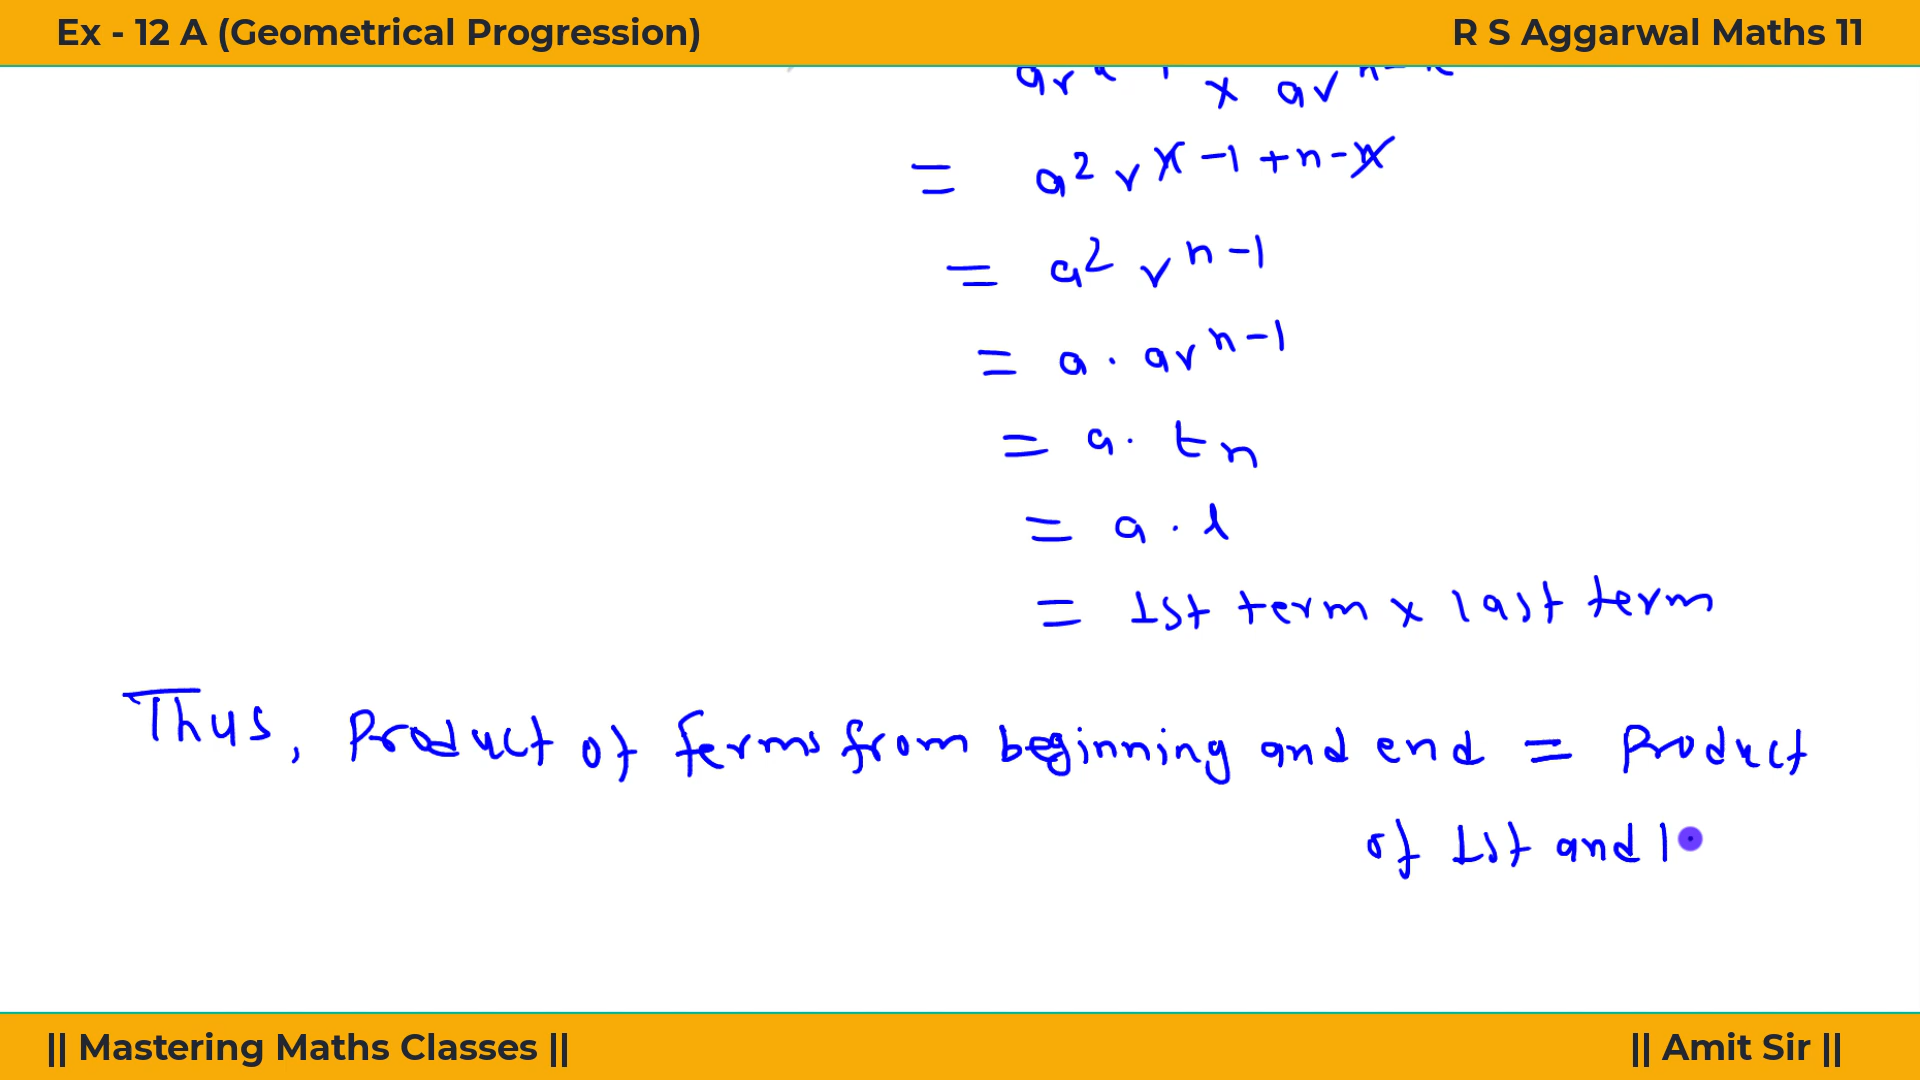 Ex - 12 A (Geometrical Progression)
R S Aggarwal Maths 11
x ar
= a² r^x-1+n-x
= a² r^n-1
= a · ar^n-1
= a · tn
= a · l
= 1st term x last term
Thus, Product of terms from beginning and end = Product
of 1st and l
|| Mastering Maths Classes ||
|| Amit Sir ||